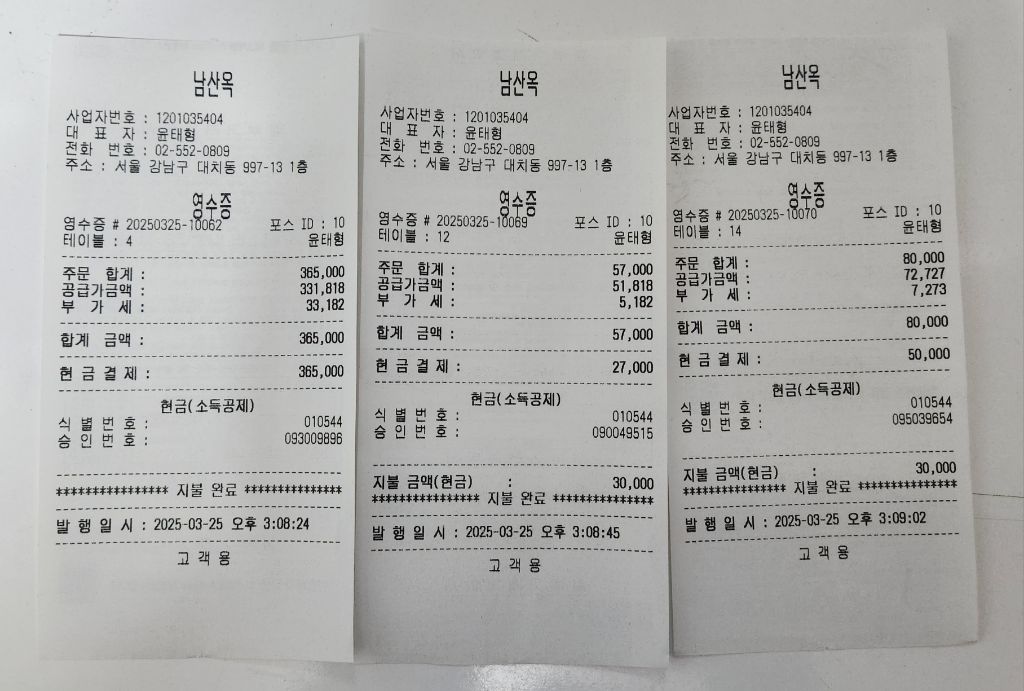 남산옥
사업자번호 : 1201035404
대 표 자 : 윤태형
전화 번호 : 02-552-0809
주소 : 서울 강남구 대치동 997-13 1층
영수증
영수증 # 20250325-10062 포스 ID : 10
테이블 : 4 윤태형
주문 합계 : 365,000
공급가금액 : 331,818
부 가 세 : 33,182
합계 금액 : 365,000
현 금 결 제 : 365,000
현금(소득공제)
식 별 번 호 : 010544
승 인 번 호 : 093009896
**************** 지불 완료 ****************
발 행 일 시 : 2025-03-25 오후 3:08:24
고 객 용
남산옥
사업자번호 : 1201035404
대 표 자 : 윤태형
전화 번호 : 02-552-0809
주소 : 서울 강남구 대치동 997-13 1층
영수증
영수증 # 20250325-10069 포스 ID : 10
테이블 : 12 윤태형
주문 합계 : 57,000
공급가금액 : 51,818
부 가 세 : 5,182
합계 금액 : 57,000
현 금 결 제 : 27,000
현금(소득공제)
식 별 번 호 : 010544
승 인 번 호 : 090049515
지불 금액(현금) : 30,000
**************** 지불 완료 ****************
발 행 일 시 : 2025-03-25 오후 3:08:45
고 객 용
남산옥
사업자번호 : 1201035404
대 표 자 : 윤태형
전화 번호 : 02-552-0809
주소 : 서울 강남구 대치동 997-13 1층
영수증
영수증 # 20250325-10070 포스 ID : 10
테이블 : 14 윤태형
주문 합계 : 80,000
공급가금액 : 72,727
부 가 세 : 7,273
합계 금액 : 80,000
현 금 결 제 : 50,000
현금(소득공제)
식 별 번 호 : 010544
승 인 번 호 : 095039654
지불 금액(현금) : 30,000
**************** 지불 완료 ****************
발 행 일 시 : 2025-03-25 오후 3:09:02
고 객 용